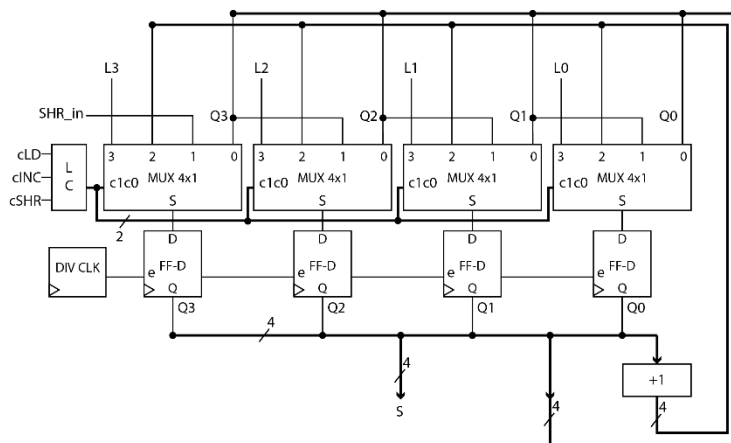 L3 L2 L1 L0
SHR_in Q3 Q2 Q1 Q0
3 2 1 0 3 2 1 0 3 2 1 0 3 2 1 0
cLD
cINC
cSHR
L
C
c1c0 MUX 4x1 c1c0 MUX 4x1 c1c0 MUX 4x1 c1c0 MUX 4x1
S S S S
2
D D D D
DIV CLK e FF-D e FF-D e FF-D e FF-D
Q Q Q Q
Q3 Q2 Q1 Q0
4
4
S
4
+1
4